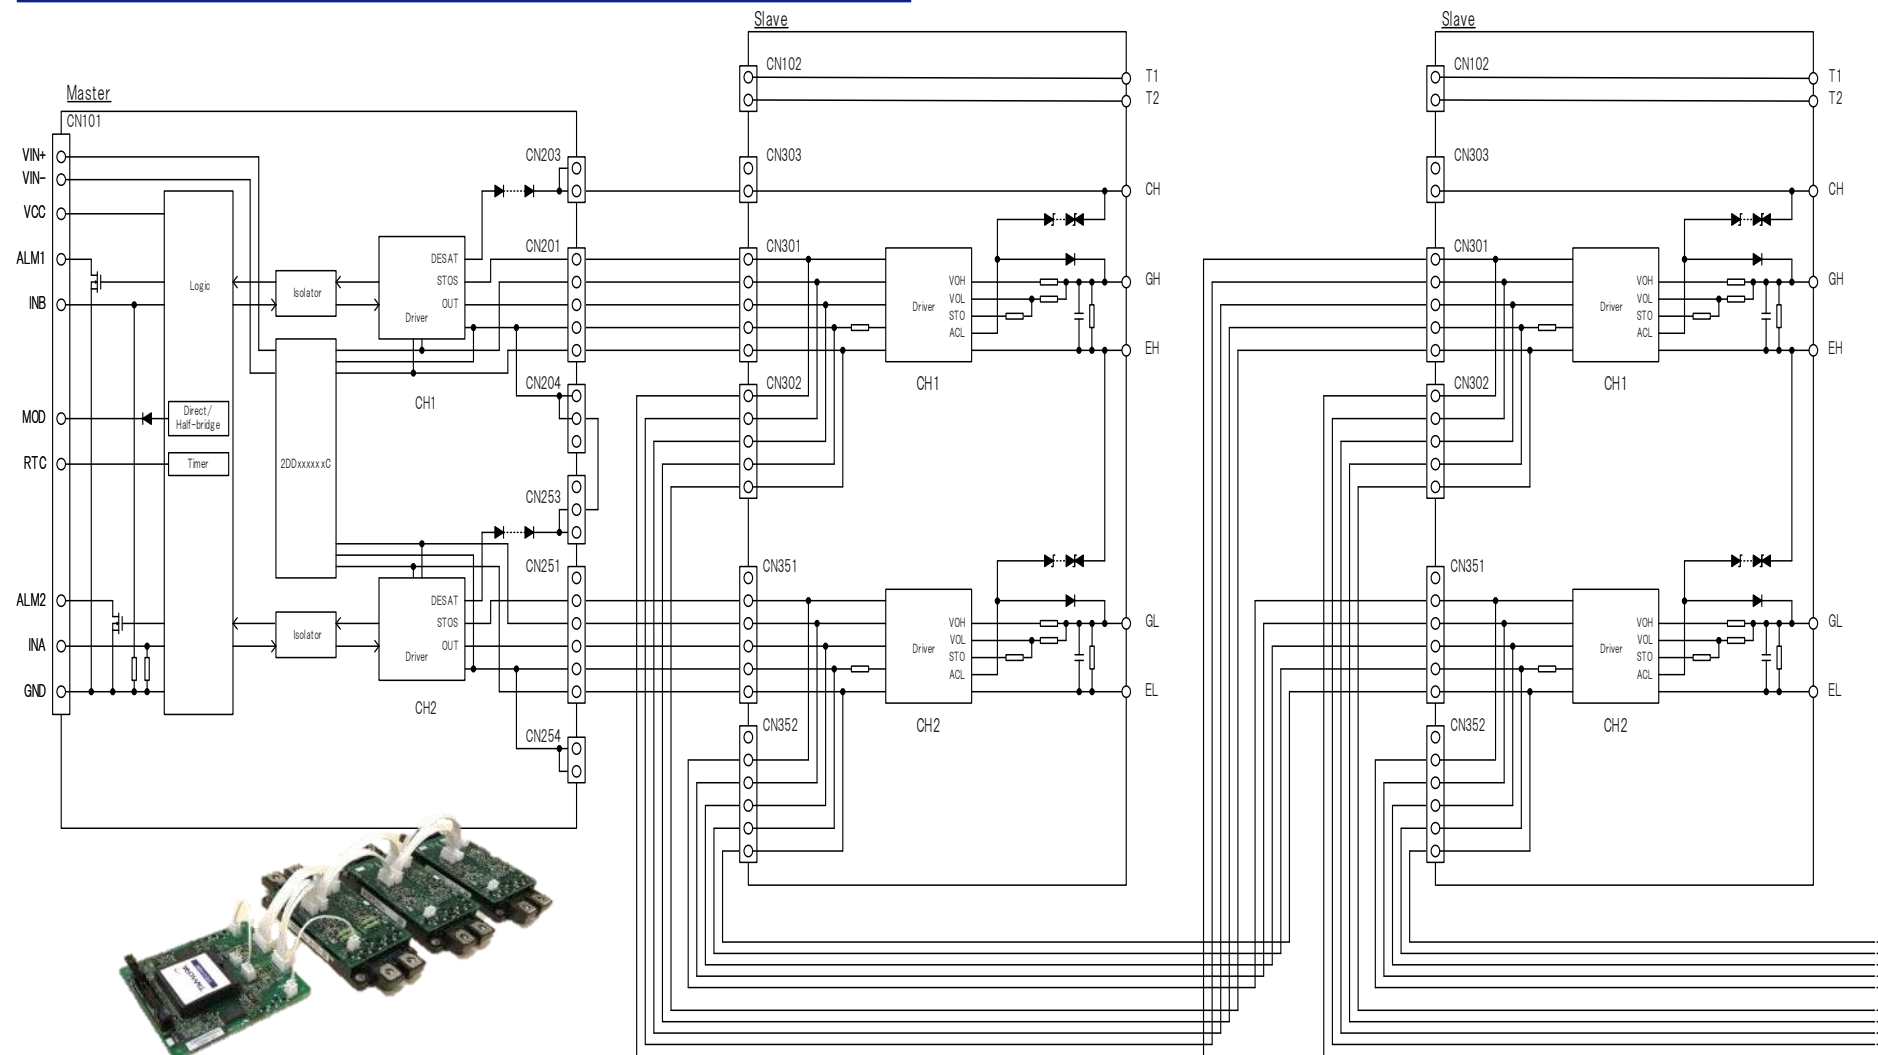 Slave
Slave
CN102
T1
T2
CN102
T1
T2
Master
CN101
VIN+
VIN-
VCC
ALM1
INB
MOD
RTC
ALM2
INA
GND
Logic
Direct/
Half-bridge
Timer
Isolator
2DDxxxxxxC
Isolator
DESAT
STOS
OUT
Driver
CH1
DESAT
STOS
OUT
Driver
CH2
CN203
CN201
CN204
CN253
CN251
CN254
CN303
CH
CN301
VOH
VOL
STO
ACL
Driver
CH1
GH
EH
CN302
CN351
VOH
VOL
STO
ACL
Driver
CH2
GL
EL
CN352
CN303
CH
CN301
VOH
VOL
STO
ACL
Driver
CH1
GH
EH
CN302
CN351
VOH
VOL
STO
ACL
Driver
CH2
GL
EL
CN352
TAMURA